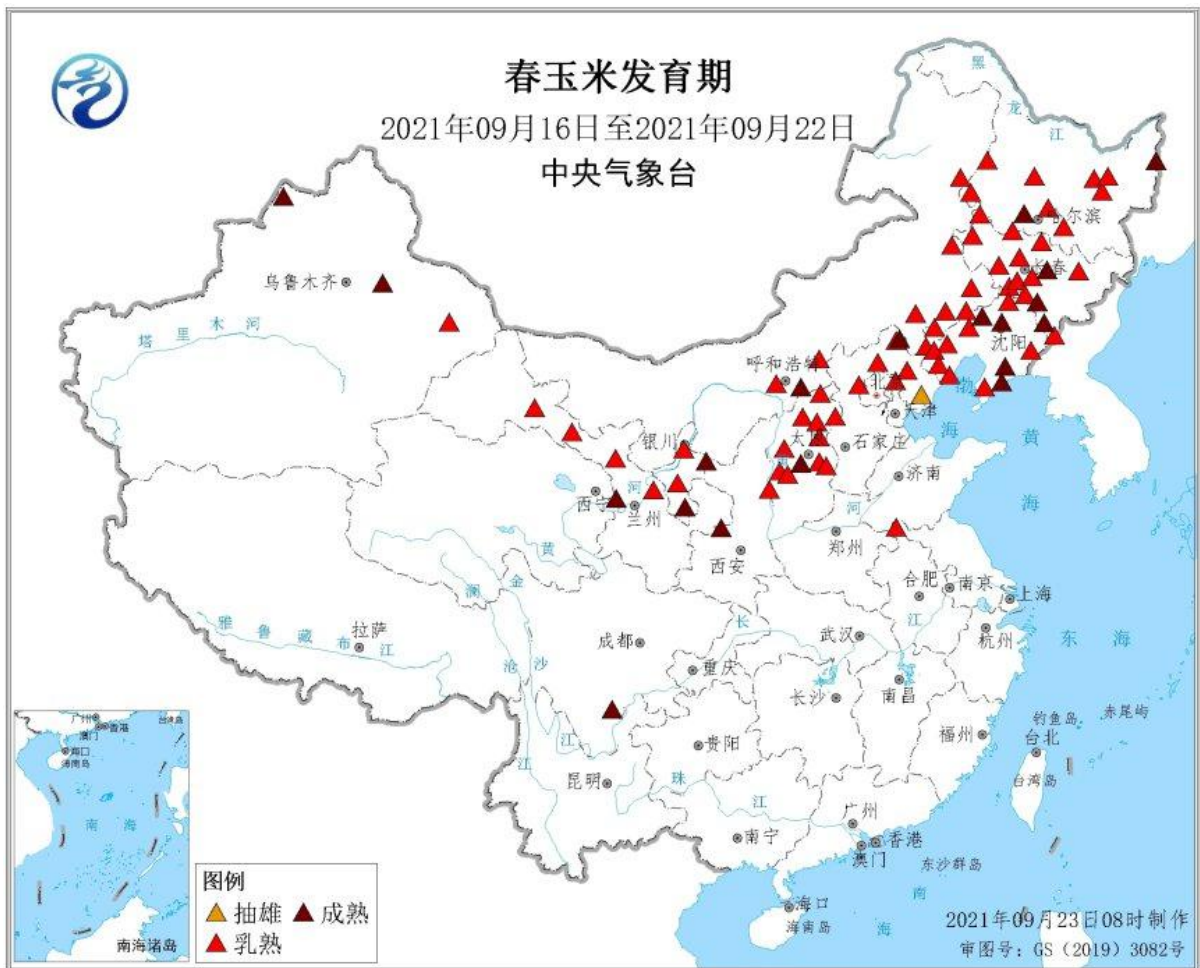 春玉米发育期
2021年09月16日至2021年09月22日
中央气象台
黑
龙
江
哈尔滨
乌鲁木齐
长春
塔里木河
沈阳
呼和浩特
北京
渤
天津
海
黄
海
银川
太原
石家庄
济南
西宁
河
兰州
河
郑州
西安
黄
合肥
南京
上海
澜
金
沧
沙
江
江
雅鲁藏布江
拉萨
成都
长
武汉
江
杭州
东海
重庆
长沙
南昌
钓鱼岛
赤尾屿
贵阳
福州
台北
昆明
珠
江
台湾岛
广州
南宁
香港
澳门
东沙群岛
海口
海南岛
南
海
广州
香港
澳门
台湾岛
海口
海南岛
南海
南海诸岛
图例
抽雄 成熟
乳熟
2021年09月23日08时制作
审图号：GS（2019）3082号